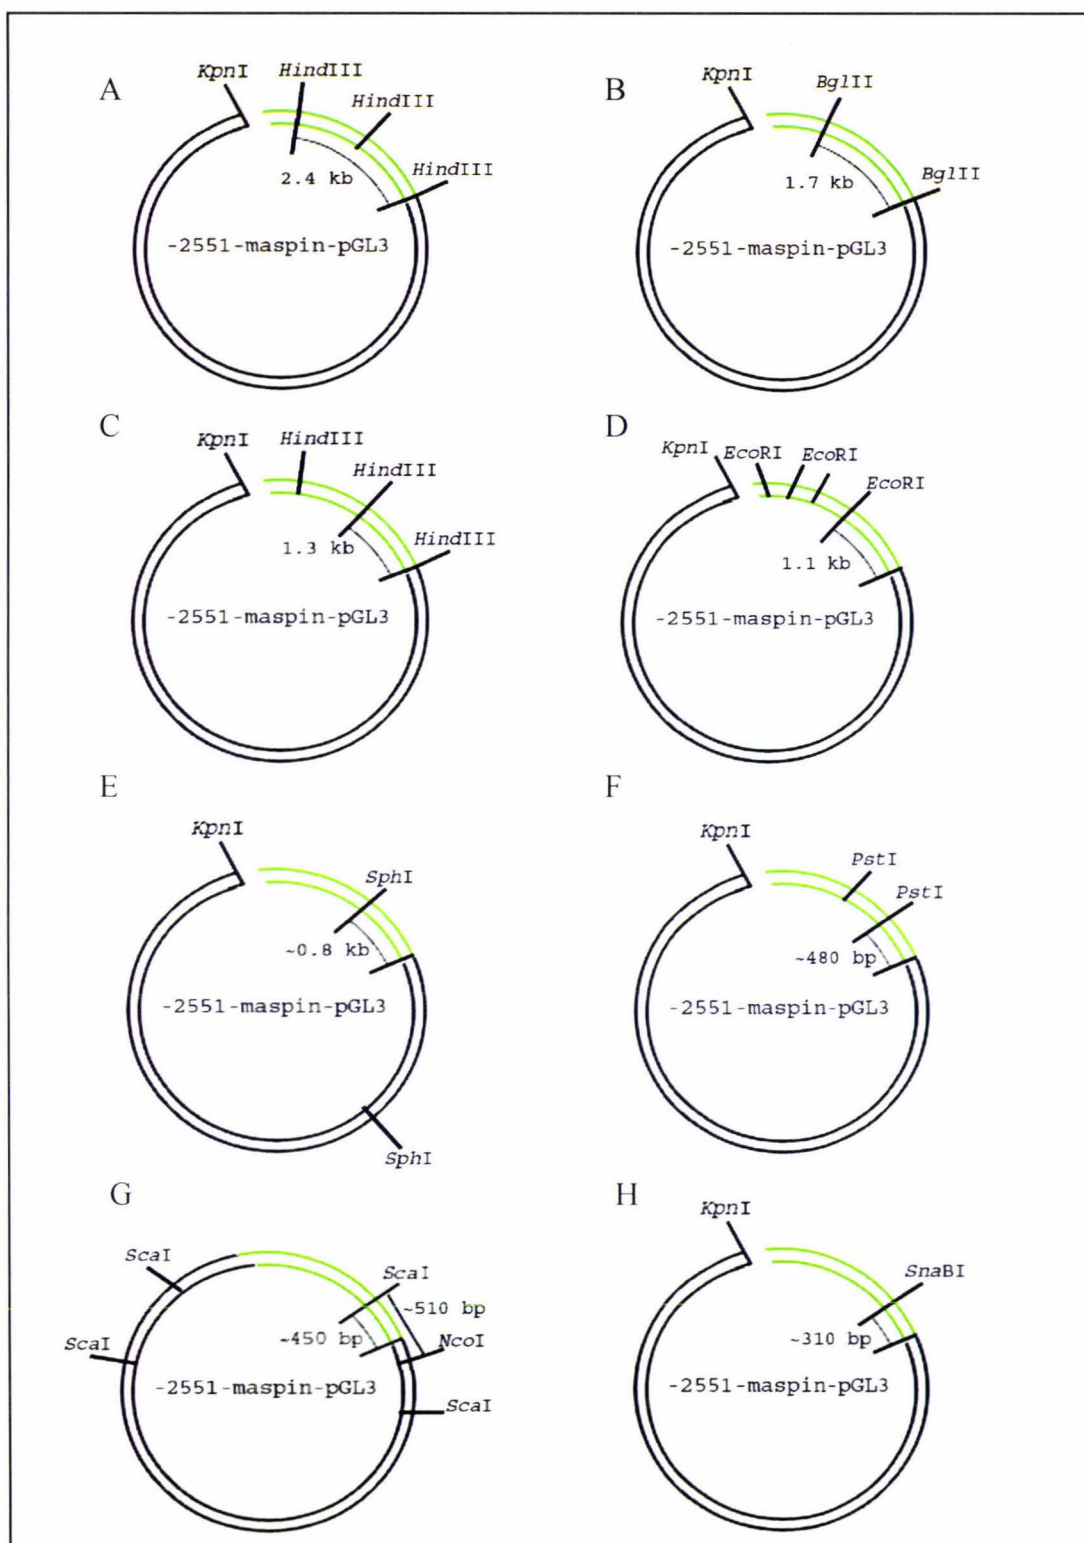 A
KpnI
HindIII
HindIII
HindIII
2.4 kb
-2551-maspin-pGL3
B
KpnI
BglII
BglII
1.7 kb
-2551-maspin-pGL3
C
KpnI
HindIII
HindIII
HindIII
1.3 kb
-2551-maspin-pGL3
D
KpnI
EcoRI
EcoRI
EcoRI
1.1 kb
-2551-maspin-pGL3
E
KpnI
SphI
~0.8 kb
-2551-maspin-pGL3
SphI
F
KpnI
PstI
PstI
~480 bp
-2551-maspin-pGL3
G
ScaI
ScaI
~510 bp
~450 bp
NcoI
ScaI
-2551-maspin-pGL3
ScaI
H
KpnI
SnaBI
~310 bp
-2551-maspin-pGL3